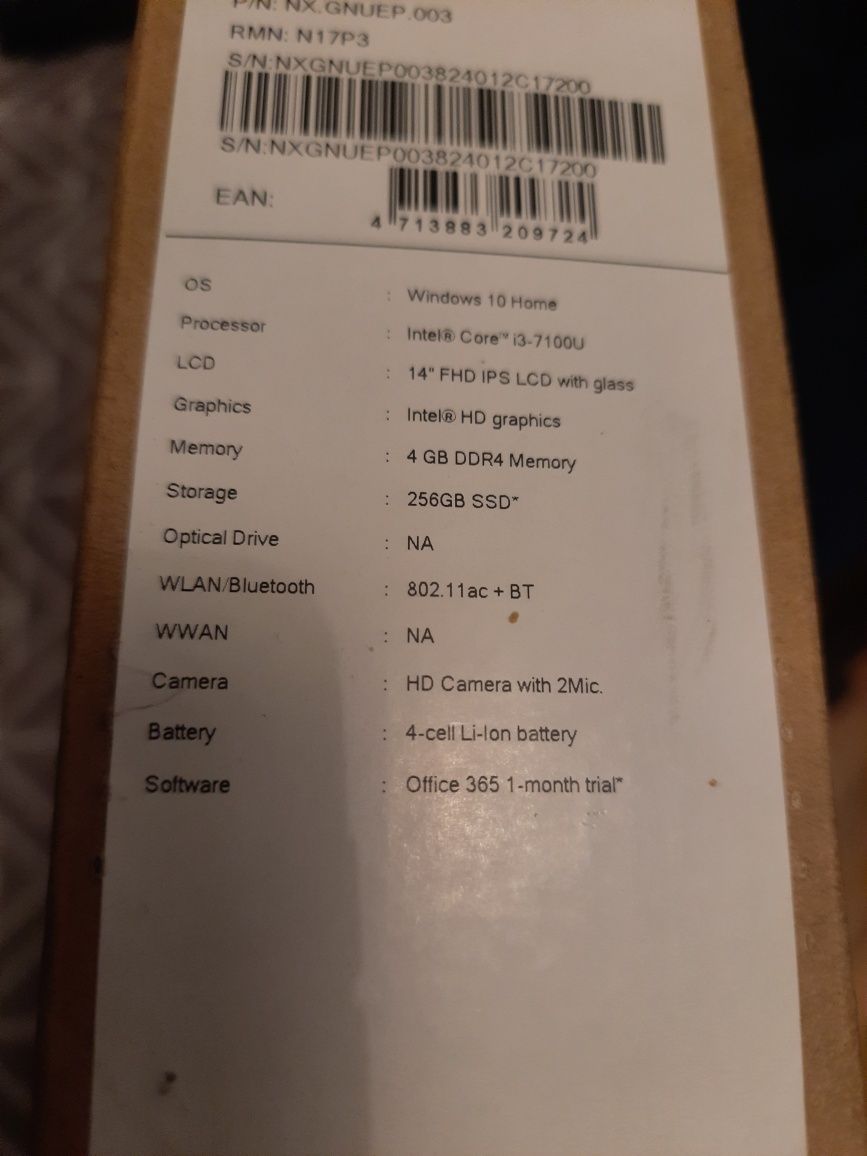 P/N: NX.GNUEP.003
RMN: N17P3
S/N:NXGNUEP003824012C17200
S/N:NXGNUEP003824012C17200
EAN:
4 713883 209724
OS : Windows 10 Home
Processor : Intel® Core™ i3-7100U
LCD : 14" FHD IPS LCD with glass
Graphics : Intel® HD graphics
Memory : 4 GB DDR4 Memory
Storage : 256GB SSD*
Optical Drive : NA
WLAN/Bluetooth : 802.11ac + BT
WWAN : NA
Camera : HD Camera with 2Mic.
Battery : 4-cell Li-Ion battery
Software : Office 365 1-month trial*